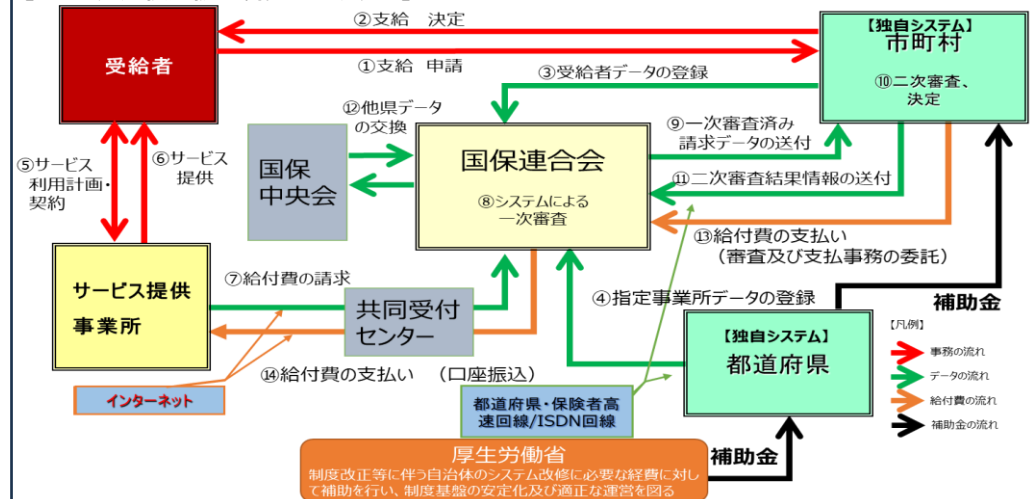 ②支給 決定
①支給 申請
受給者
【独自システム】
市町村
⑩二次審査、
決定
③受給者データの登録
⑫他県データ
の交換
⑨一次審査済み
請求データの送付
国保
中央会
国保連合会
⑧システムによる
一次審査
⑪二次審査結果情報の送付
⑤サービス
利用計画・
契約
⑥サービス
提供
⑬給付費の支払い
（審査及び支払事務の委託）
サービス提供
事業所
⑦給付費の請求
共同受付
センター
④指定事業所データの登録
補助金
【独自システム】
都道府県
【凡例】
事務の流れ
データの流れ
給付費の流れ
補助金の流れ
⑭給付費の支払い （口座振込）
インターネット
都道府県・保険者高
速回線/ISDN回線
厚生労働省
制度改正等に伴う自治体のシステム改修に必要な経費に対し
て補助を行い、制度基盤の安定化及び適正な運営を図る
補助金